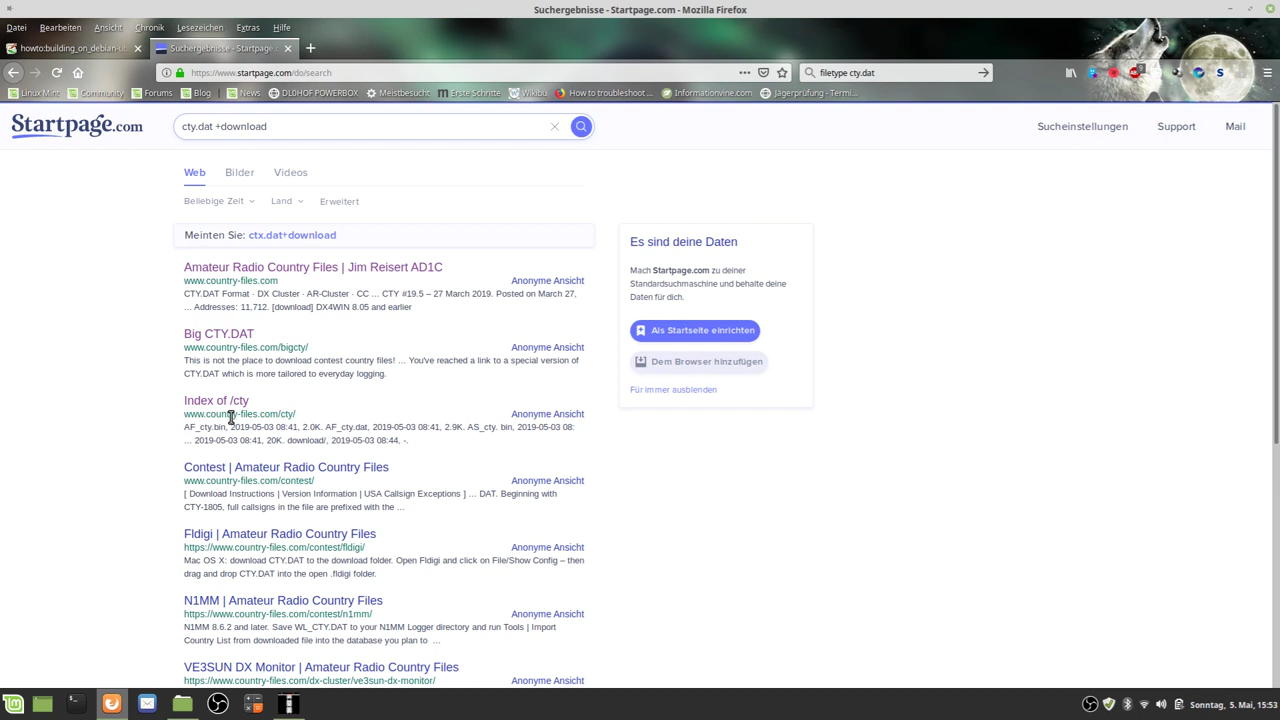 Suchergebnisse - Startpage.com - Mozilla Firefox
Datei Bearbeiten Ansicht Chronik Lesezeichen Extras Hilfe
howto:building_on_debian-ub Suchergebnisse - Startpage.c
https://www.startpage.com/do/search filetype cty.dat
Linux Mint Community Forums Blog News DL0HOF POWERBOX Meistbesucht Erste Schritte Wikibu How to troubleshoot ... Informationvine.com Jägerprüfung - Termi...
Startpage.com cty.dat +download Sucheinstellungen Support Mail
Web Bilder Videos
Beliebige Zeit Land Erweitert
Meinten Sie: ctx.dat+download
Amateur Radio Country Files | Jim Reisert AD1C
www.country-files.com Anonyme Ansicht
CTY.DAT Format · DX Cluster · AR-Cluster · CC ... CTY #19.5 – 27 March 2019. Posted on March 27,
... Addresses: 11,712. [download] DX4WIN 8.05 and earlier
Big CTY.DAT
www.country-files.com/bigcty/ Anonyme Ansicht
This is not the place to download contest country files! ... You've reached a link to a special version of
CTY.DAT which is more tailored to everyday logging.
Index of /cty
www.country-files.com/cty/ Anonyme Ansicht
AF_cty.bin, 2019-05-03 08:41, 2.0K. AF_cty.dat, 2019-05-03 08:41, 2.9K. AS_cty. bin, 2019-05-03 08:
... 2019-05-03 08:41, 20K. download/, 2019-05-03 08:44, -.
Contest | Amateur Radio Country Files
www.country-files.com/contest/ Anonyme Ansicht
[ Download Instructions | Version Information | USA Callsign Exceptions ] ... DAT. Beginning with
CTY-1805, full callsigns in the file are prefixed with the ...
Fldigi | Amateur Radio Country Files
https://www.country-files.com/contest/fldigi/ Anonyme Ansicht
Mac OS X: download CTY.DAT to the download folder. Open Fldigi and click on File/Show Config – then
drag and drop CTY.DAT into the open .fldigi folder.
N1MM | Amateur Radio Country Files
https://www.country-files.com/contest/n1mm/ Anonyme Ansicht
N1MM 8.6.2 and later. Save WL_CTY.DAT to your N1MM Logger directory and run Tools | Import
Country List from downloaded file into the database you plan to ...
VE3SUN DX Monitor | Amateur Radio Country Files
https://www.country-files.com/dx-cluster/ve3sun-dx-monitor/ Anonyme Ansicht
Es sind deine Daten
Mach Startpage.com zu deiner
Standardsuchmaschine und behalte deine
Daten für dich.
Als Startseite einrichten
Dem Browser hinzufügen
Für immer ausblenden
Sonntag, 5. Mai, 15:53